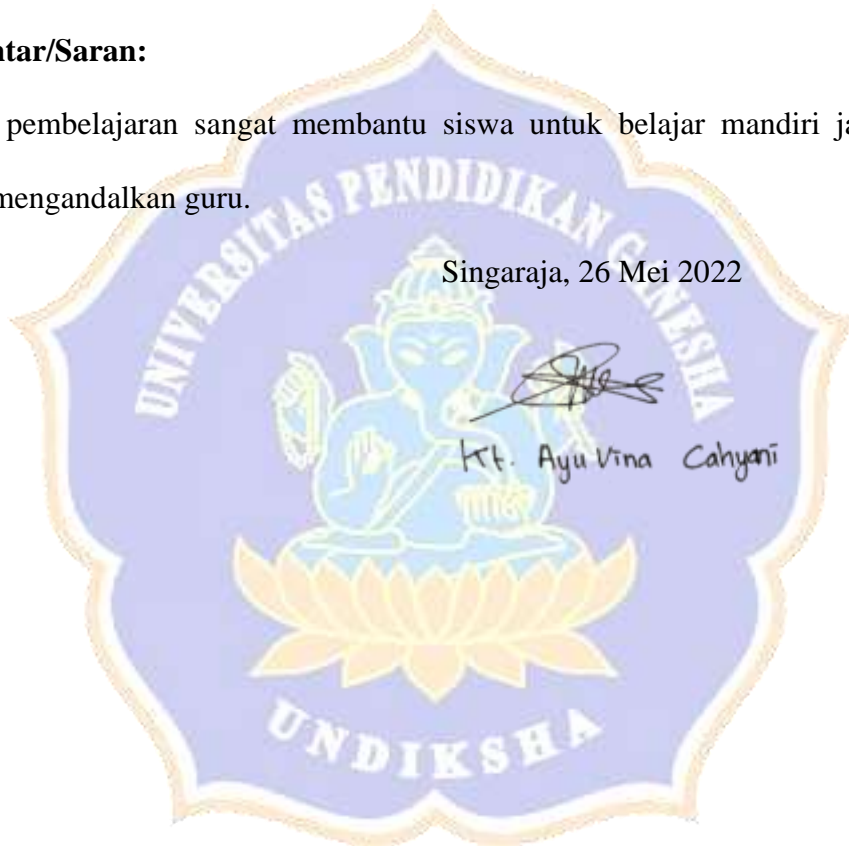 ntar/Saran:
pembelajaran sangat membantu siswa untuk belajar mandiri ja
mengandalkan guru.
UNIVERSITAS PENDIDIKAN GANESHA
Singaraja, 26 Mei 2022
Kt. Ayu Vina Cahyani
UNDIKSHA